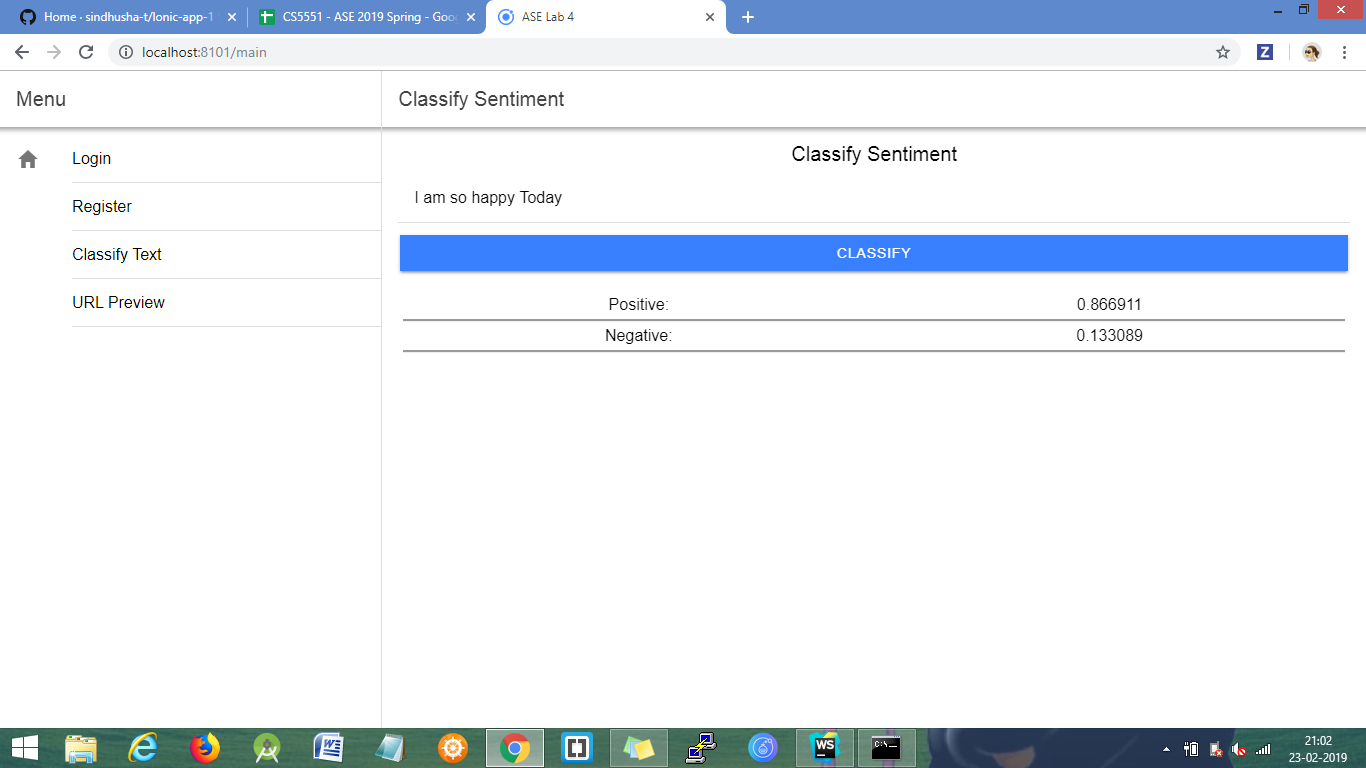 Home · sindhusha-t/Ionic-app-1
CS5551 - ASE 2019 Spring - Goo
ASE Lab 4
localhost:8101/main
Z
Menu
Classify Sentiment
Login
Register
Classify Text
URL Preview
Classify Sentiment
I am so happy Today
CLASSIFY
Positive: 0.866911
Negative: 0.133089
WS
C:\_
21:02
23-02-2019